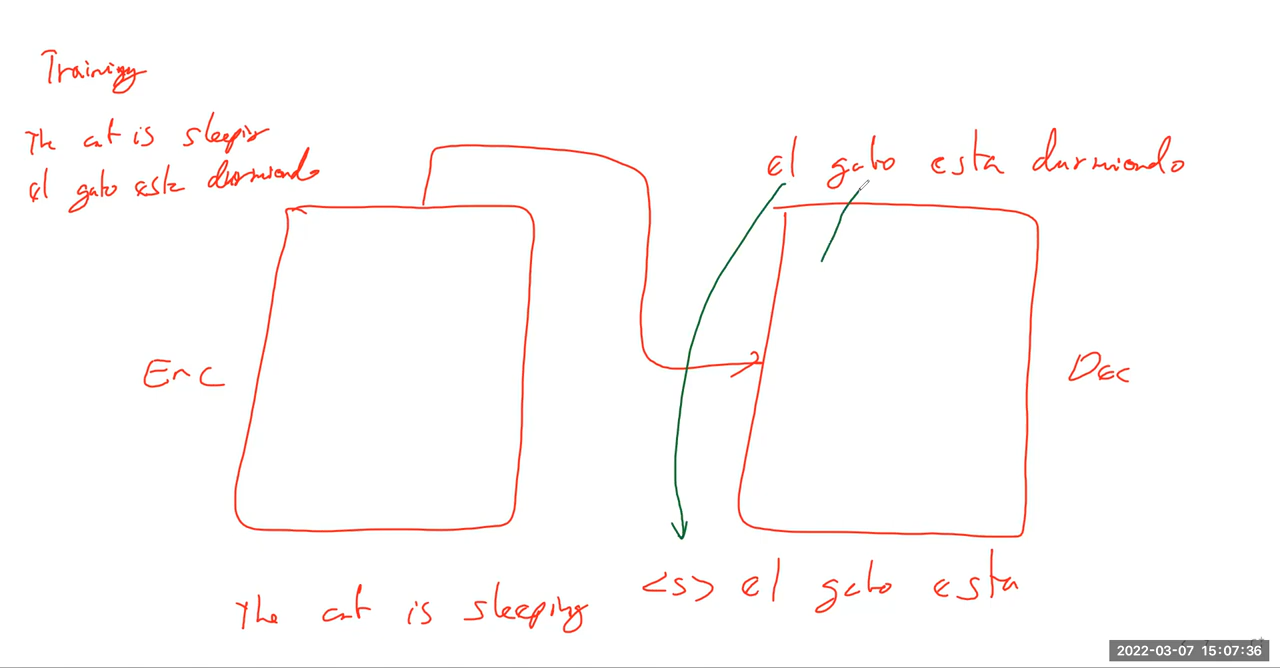 Training
The cat is sleeping
el gato esta durmiendo
el gato esta durmiendo
Enc
Dec
<s> el gato esta
The cat is sleeping
2022-03-07 15:07:36